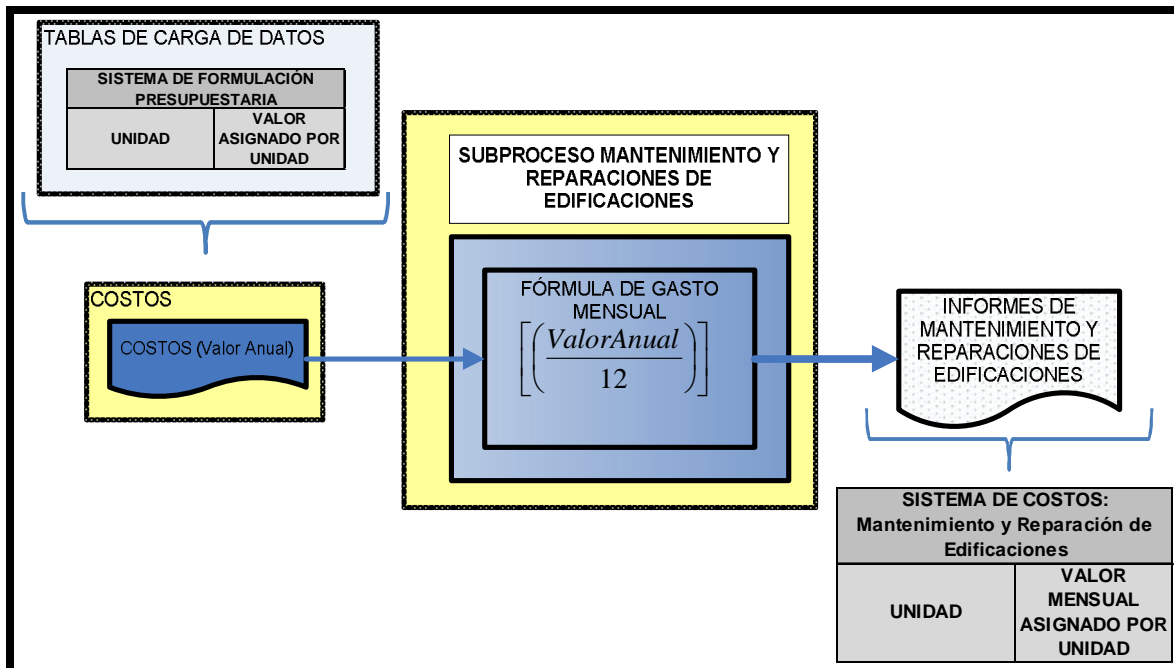 TABLAS DE CARGA DE DATOS
SISTEMA DE FORMULACIÓN
PRESUPUESTARIA
UNIDAD
VALOR
ASIGNADO POR
UNIDAD
COSTOS
COSTOS (Valor Anual)
SUBPROCESO MANTENIMIENTO Y
REPARACIONES DE
EDIFICACIONES
FÓRMULA DE GASTO
MENSUAL
[(ValorAnual
/12)]
INFORMES DE
MANTENIMIENTO Y
REPARACIONES DE
EDIFICACIONES
SISTEMA DE COSTOS:
Mantenimiento y Reparación de
Edificaciones
UNIDAD
VALOR
MENSUAL
ASIGNADO POR
UNIDAD